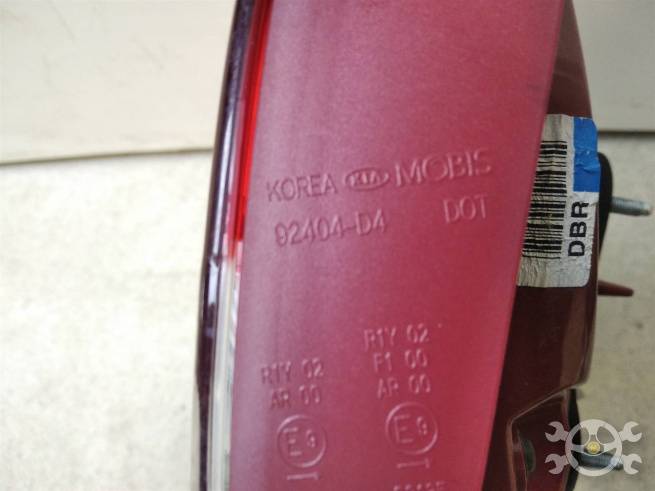 KOREA KIA MOBIS
92404-D4 DOT
R1Y 02
F1 00
AR 00
R1Y 02
AR 00
E9
E9
DBR